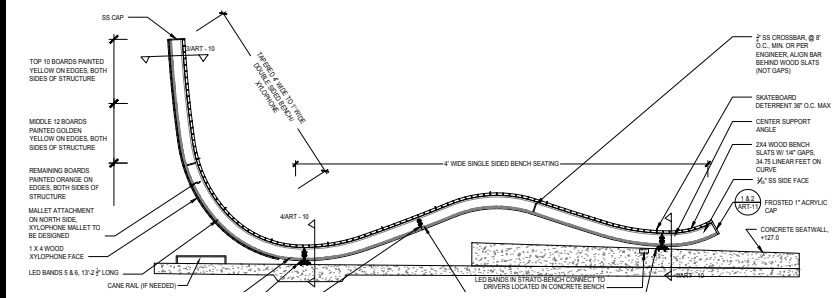 SS CAP
3/ART - 10
TOP 10 BOARDS PAINTED
YELLOW ON EDGES, BOTH
SIDES OF STRUCTURE
MIDDLE 12 BOARDS
PAINTED GOLDEN
YELLOW ON EDGES, BOTH
SIDES OF STRUCTURE
REMAINING BOARDS
PAINTED ORANGE ON
EDGES, BOTH SIDES OF
STRUCTURE
MALLET ATTACHMENT
ON NORTH SIDE,
XYLOPHONE MALLET TO
BE DESIGNED
1 X 4 WOOD
XYLOPHONE FACE
LED BANDS 5 & 6, 13'-2 ½" LONG
CANE RAIL (IF NEEDED)
TAPERED 4' WIDE TO 1' WIDE
DOUBLE SIDED BENCH/
XYLOPHONE
4' WIDE SINGLE SIDED BENCH SEATING
4/ART - 10
LED BANDS IN STRATO-BENCH CONNECT TO
DRIVERS LOCATED IN CONCRETE BENCH
SS CROSSBAR, @ 8"
O.C., MIN. OR PER
ENGINEER, ALIGN BAR
BEHIND WOOD SLATS
(NOT GAPS)
SKATEBOARD
DETERRENT 36" O.C. MAX
CENTER SUPPORT
ANGLE
2X4 WOOD BENCH
SLATS W/ 1/4" GAPS,
34.75 LINEAR FEET ON
CURVE
SS SIDE FACE
1 & 2
ART-11
FROSTED 1" ACRYLIC
CAP
CONCRETE SEATWALL,
+127.0
/ART - 10